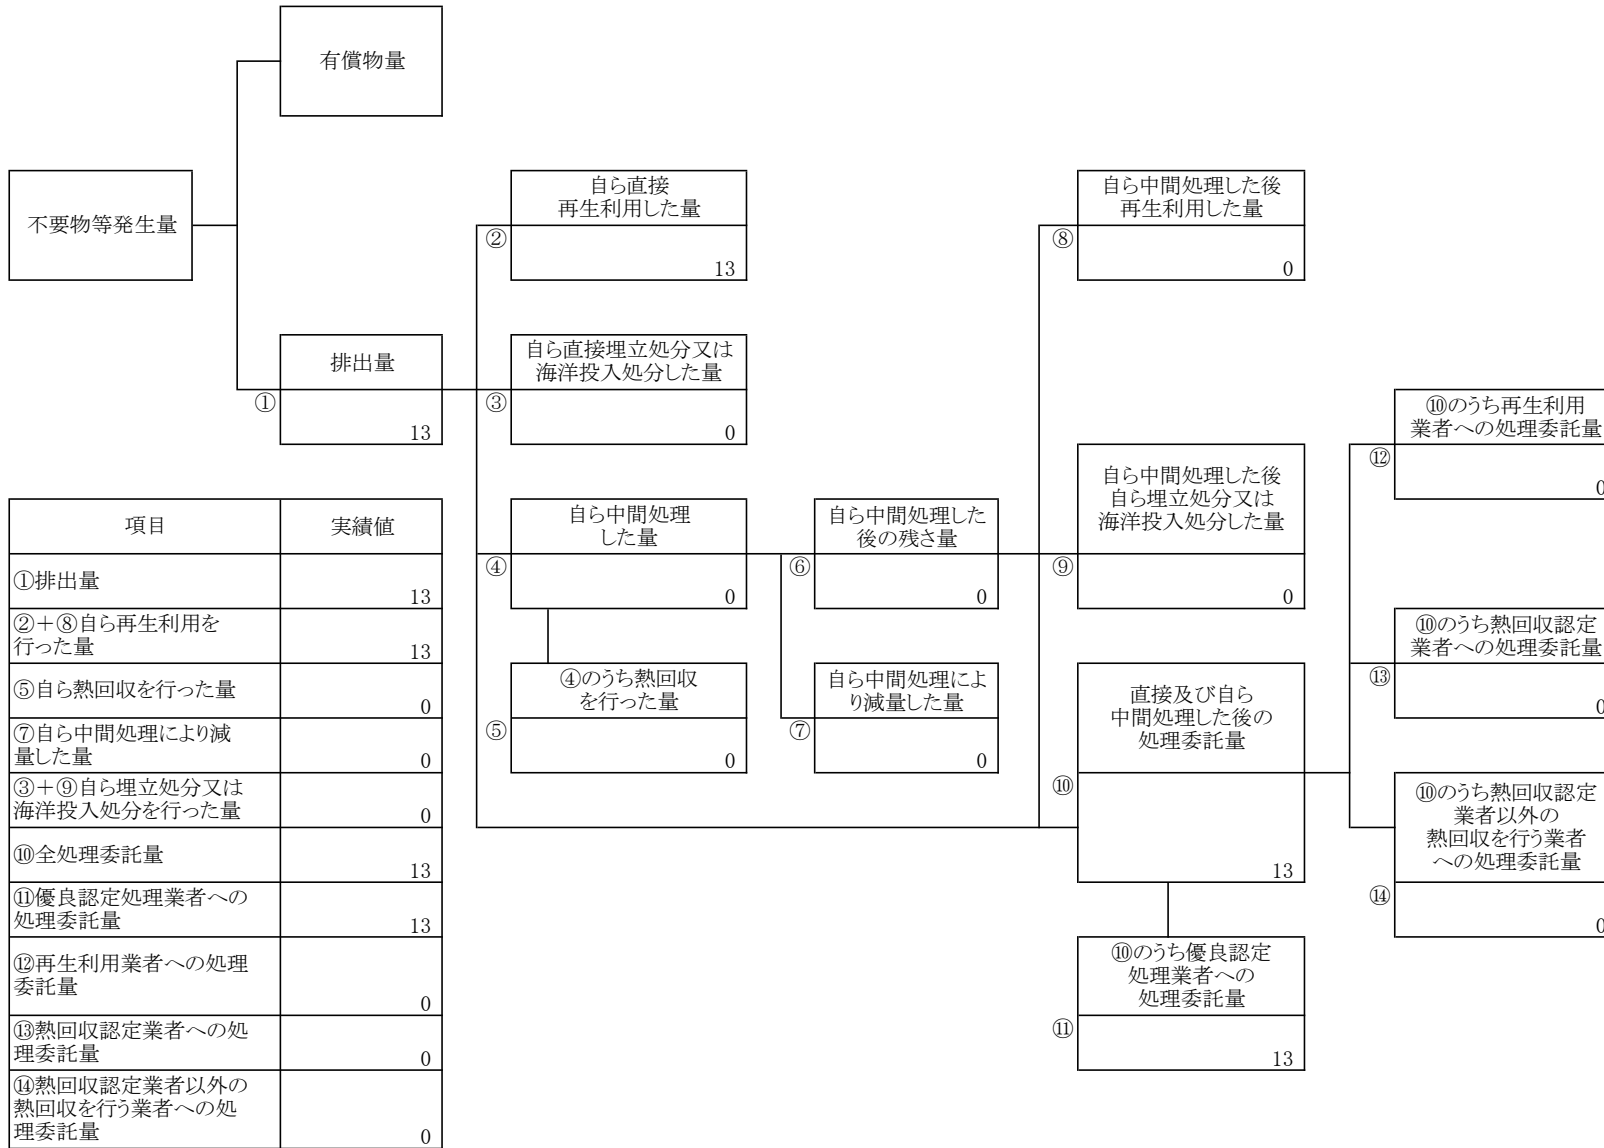 有償物量
不要物等発生量
自ら直接
再生利用した量
②
13
自ら中間処理した後
再生利用した量
⑧
0
排出量
①
13
自ら直接埋立処分又は
海洋投入処分した量
③
0
⑩のうち再生利用
業者への処理委託量
⑫
0
自ら中間処理
した量
④
0
自ら中間処理した
後の残さ量
⑥
0
自ら中間処理した後
自ら埋立処分又は
海洋投入処分した量
⑨
0
⑩のうち熱回収認定
業者への処理委託量
⑬
0
④のうち熱回収
を行った量
⑤
0
自ら中間処理によ
り減量した量
⑦
0
直接及び自ら
中間処理した後の
処理委託量
⑩
13
⑩のうち熱回収認定
業者以外の
熱回収を行う業者
への処理委託量
⑭
0
⑩のうち優良認定
処理業者への
処理委託量
⑪
13
項目 実績値
①排出量
13
②+⑧自ら再生利用を
行った量 13
⑤自ら熱回収を行った量
0
⑦自ら中間処理により減
量した量 0
③+⑨自ら埋立処分又は
海洋投入処分を行った量 0
⑩全処理委託量
13
⑪優良認定処理業者への
処理委託量 13
⑫再生利用業者への処理
委託量
0
⑬熱回収認定業者への処
理委託量 0
⑭熱回収認定業者以外の
熱回収を行う業者への処
理委託量 0